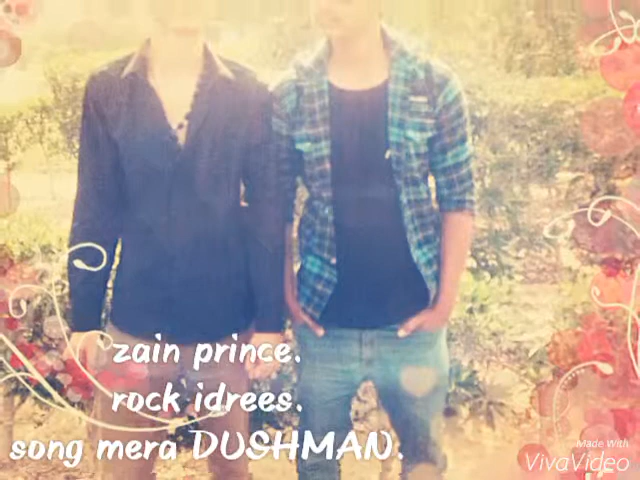 zain prince.
rock idrees.
song mera DUSHMAN.
Made With
VivaVideo